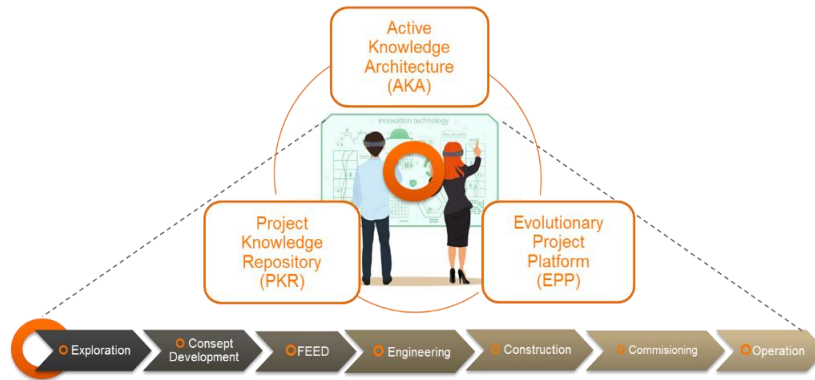 Active
Knowledge
Architecture
(AKA)
innovation technology
Project
Knowledge
Repository
(PKR)
Evolutionary
Project
Platform
(EPP)
Exploration
Consept
Development
FEED
Engineering
Construction
Commisioning
Operation